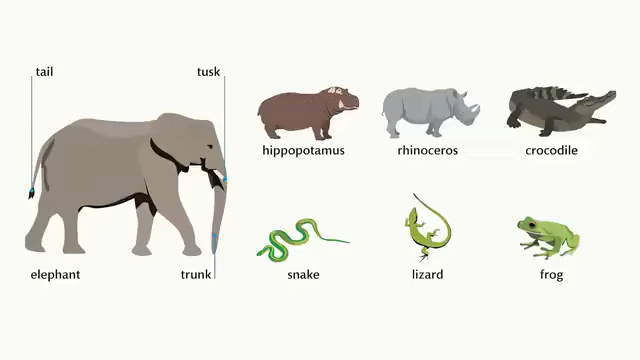 tail
tusk
hippopotamus
rhinoceros
crocodile
elephant
trunk
snake
lizard
frog